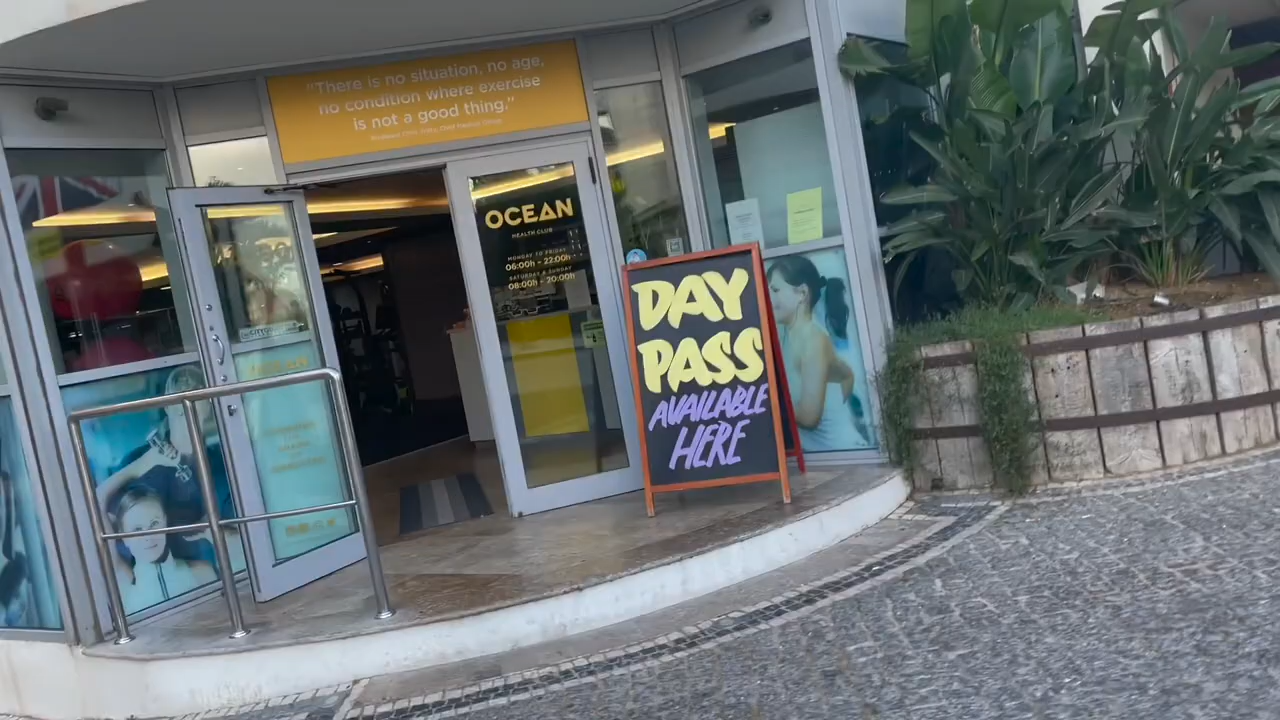 "There is no situation, no age,
no condition where exercise
is not a good thing."
OCEAN
HEALTH CLUB
MONDAY TO FRIDAY
06:00h - 22:00h
SATURDAY & SUNDAY
08:00h - 20:00h
DAY
PASS
AVAILABLE
HERE